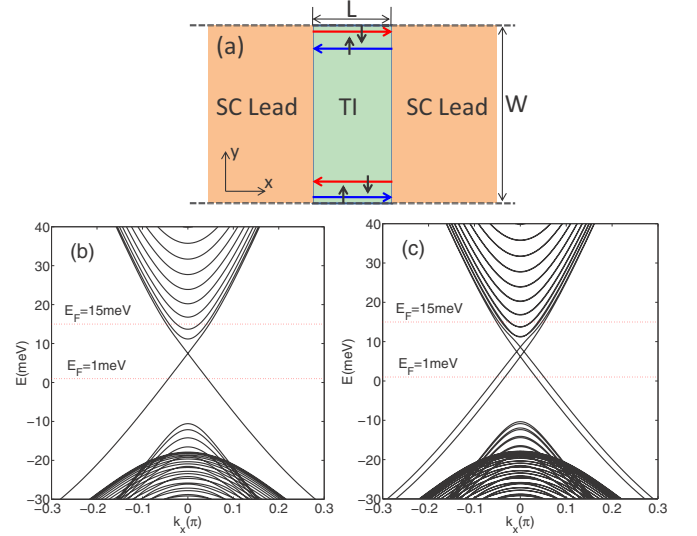 L
(a)
SC Lead
TI
SC Lead
W
y
x
(b)
E_F=15meV
E_F=1meV
E(meV)
40
30
20
10
0
−10
−20
−30
−0.3
−0.2
−0.1
0
0.1
0.2
0.3
k_x(π)
(c)
E_F=15meV
E_F=1meV
E(meV)
40
30
20
10
0
−10
−20
−30
−0.3
−0.2
−0.1
0
0.1
0.2
0.3
k_x(π)